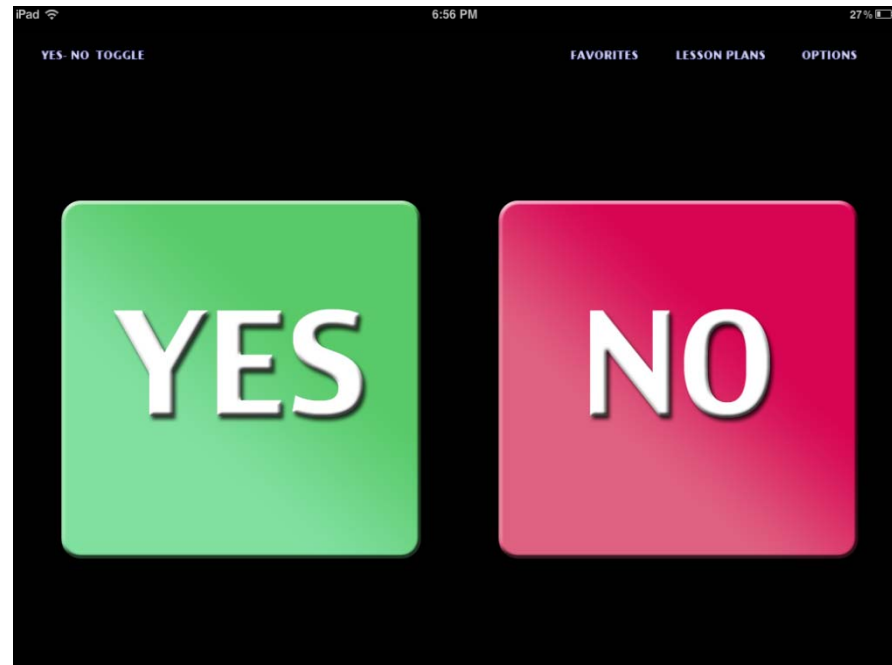 iPad 6:56 PM 27%
YES- NO TOGGLE FAVORITES LESSON PLANS OPTIONS
YES NO